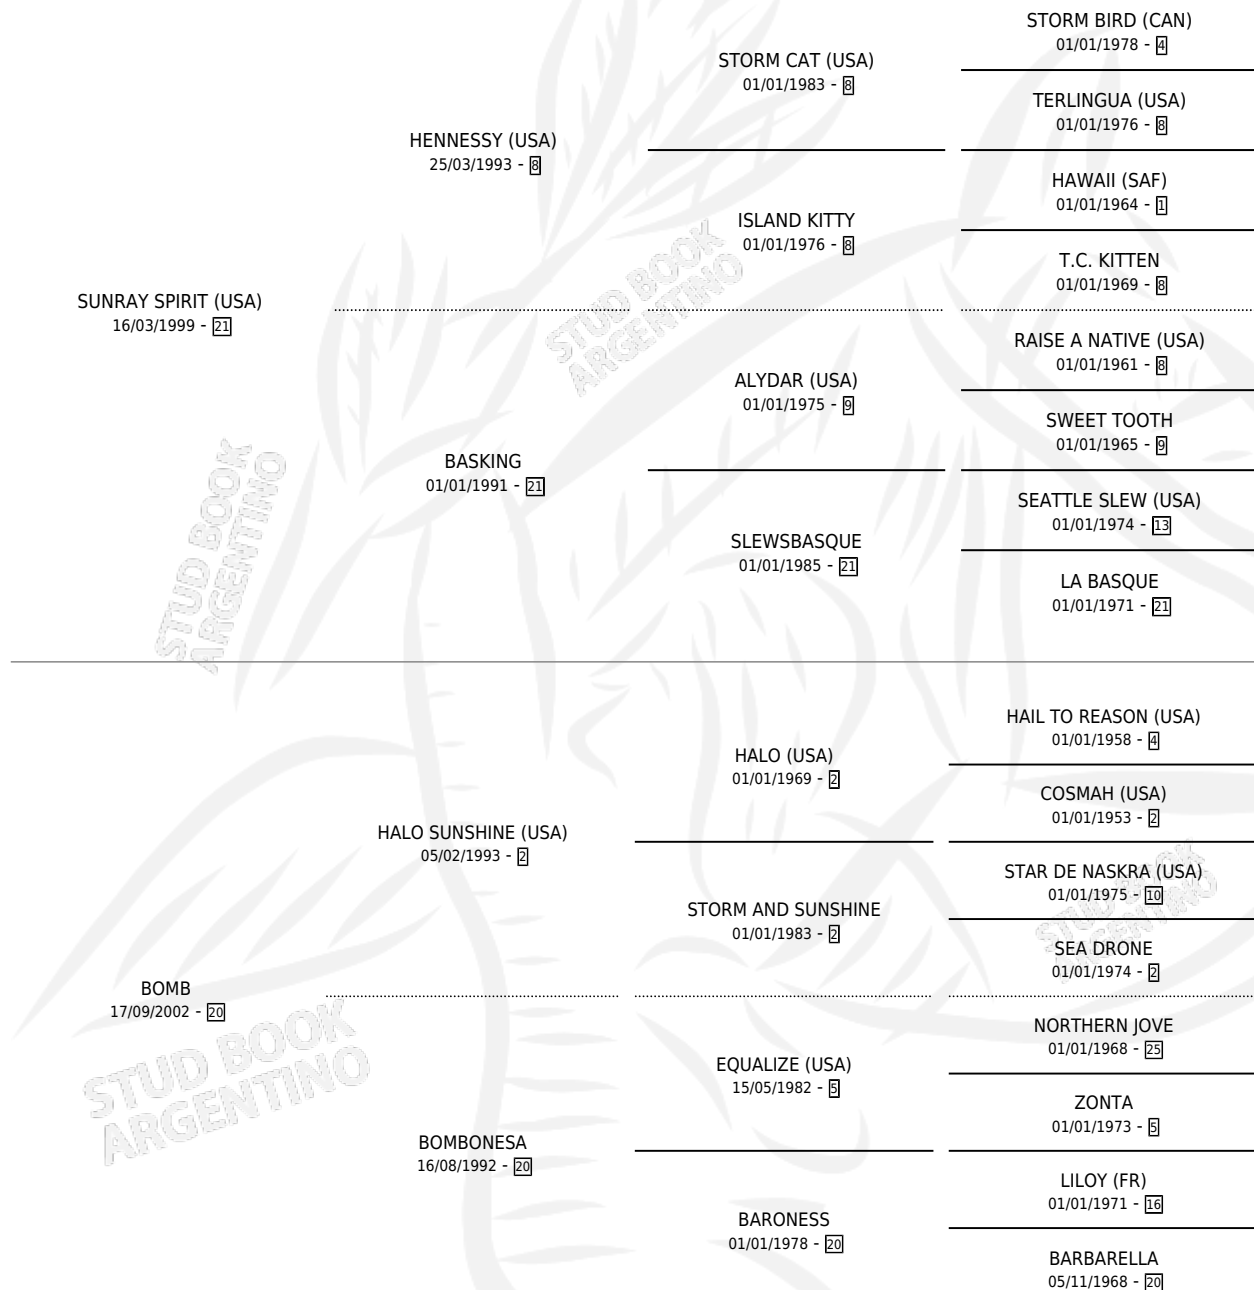 STORM BIRD (CAN)
01/01/1978 - 4
STORM CAT (USA)
01/01/1983 - 8
TERLINGUA (USA)
01/01/1976 - 8
HENNESSY (USA)
25/03/1993 - 8
HAWAII (SAF)
01/01/1964 - 1
ISLAND KITTY
01/01/1976 - 8
T.C. KITTEN
01/01/1969 - 8
SUNRAY SPIRIT (USA)
16/03/1999 - 21
RAISE A NATIVE (USA)
01/01/1961 - 8
ALYDAR (USA)
01/01/1975 - 9
SWEET TOOTH
01/01/1965 - 9
BASKING
01/01/1991 - 21
SEATTLE SLEW (USA)
01/01/1974 - 13
SLEWSBASQUE
01/01/1985 - 21
LA BASQUE
01/01/1971 - 21
HAIL TO REASON (USA)
01/01/1958 - 4
HALO (USA)
01/01/1969 - 2
COSMAH (USA)
01/01/1953 - 2
HALO SUNSHINE (USA)
05/02/1993 - 2
STAR DE NASKRA (USA)
01/01/1975 - 10
STORM AND SUNSHINE
01/01/1983 - 2
SEA DRONE
01/01/1974 - 2
BOMB
17/09/2002 - 20
NORTHERN JOVE
01/01/1968 - 25
EQUALIZE (USA)
15/05/1982 - 5
ZONTA
01/01/1973 - 5
BOMBONESA
16/08/1992 - 20
LILOY (FR)
01/01/1971 - 16
BARONESS
01/01/1978 - 20
BARBARELLA
05/11/1968 - 20
STUD BOOK
ARGENTINO
STUD BOOK
ARGENTINO
STUD BOOK
ARGENTINO
STUD BOOK
ARGENTINO